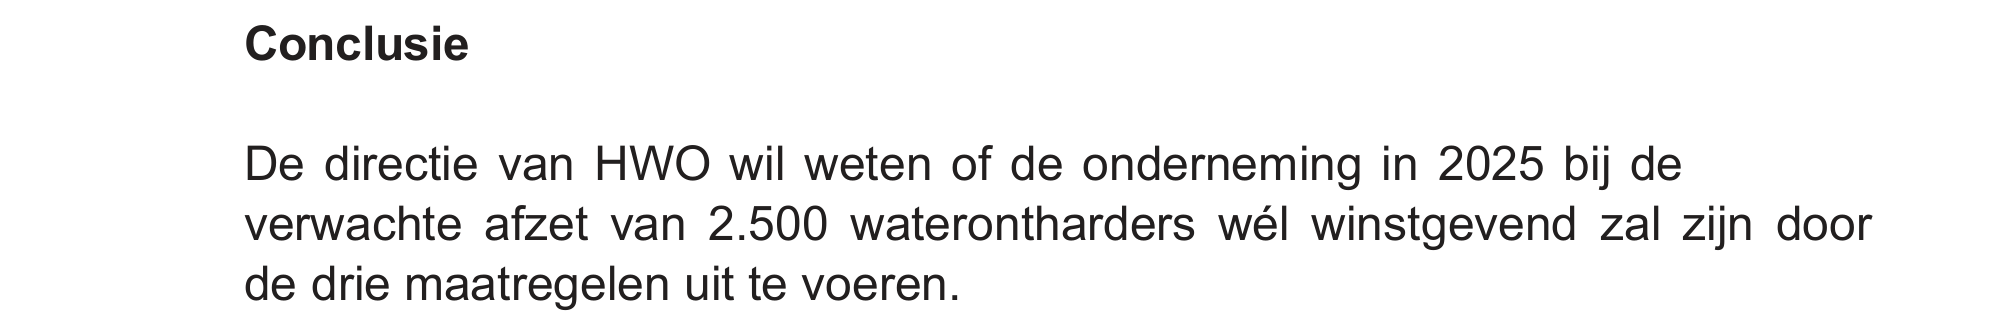 Conclusie
De directie van HWO wil weten of de onderneming in 2025 bij de
verwachte afzet van 2.500 waterontharders wél winstgevend zal zijn door
de drie maatregelen uit te voeren.